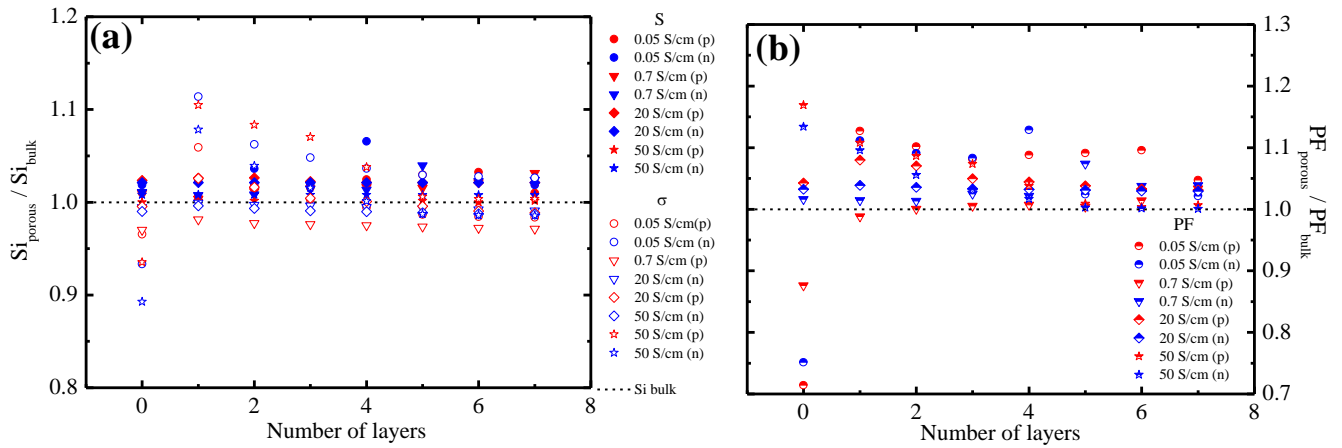 (a)
1.2
1.1
1.0
0.9
0.8
Si_porous / Si_bulk
0
2
4
6
8
Number of layers
S
0.05 S/cm (p)
0.05 S/cm (n)
0.7 S/cm (p)
0.7 S/cm (n)
20 S/cm (p)
20 S/cm (n)
50 S/cm (p)
50 S/cm (n)
σ
0.05 S/cm(p)
0.05 S/cm (n)
0.7 S/cm (p)
20 S/cm (n)
20 S/cm (p)
50 S/cm (n)
50 S/cm (p)
50 S/cm (n)
Si bulk
(b)
1.3
1.2
1.1
1.0
0.9
0.8
0.7
PF_porous / PF_bulk
0
2
4
6
8
Number of layers
PF
0.05 S/cm (p)
0.05 S/cm (n)
0.7 S/cm (p)
0.7 S/cm (n)
20 S/cm (p)
20 S/cm (n)
50 S/cm (p)
50 S/cm (n)